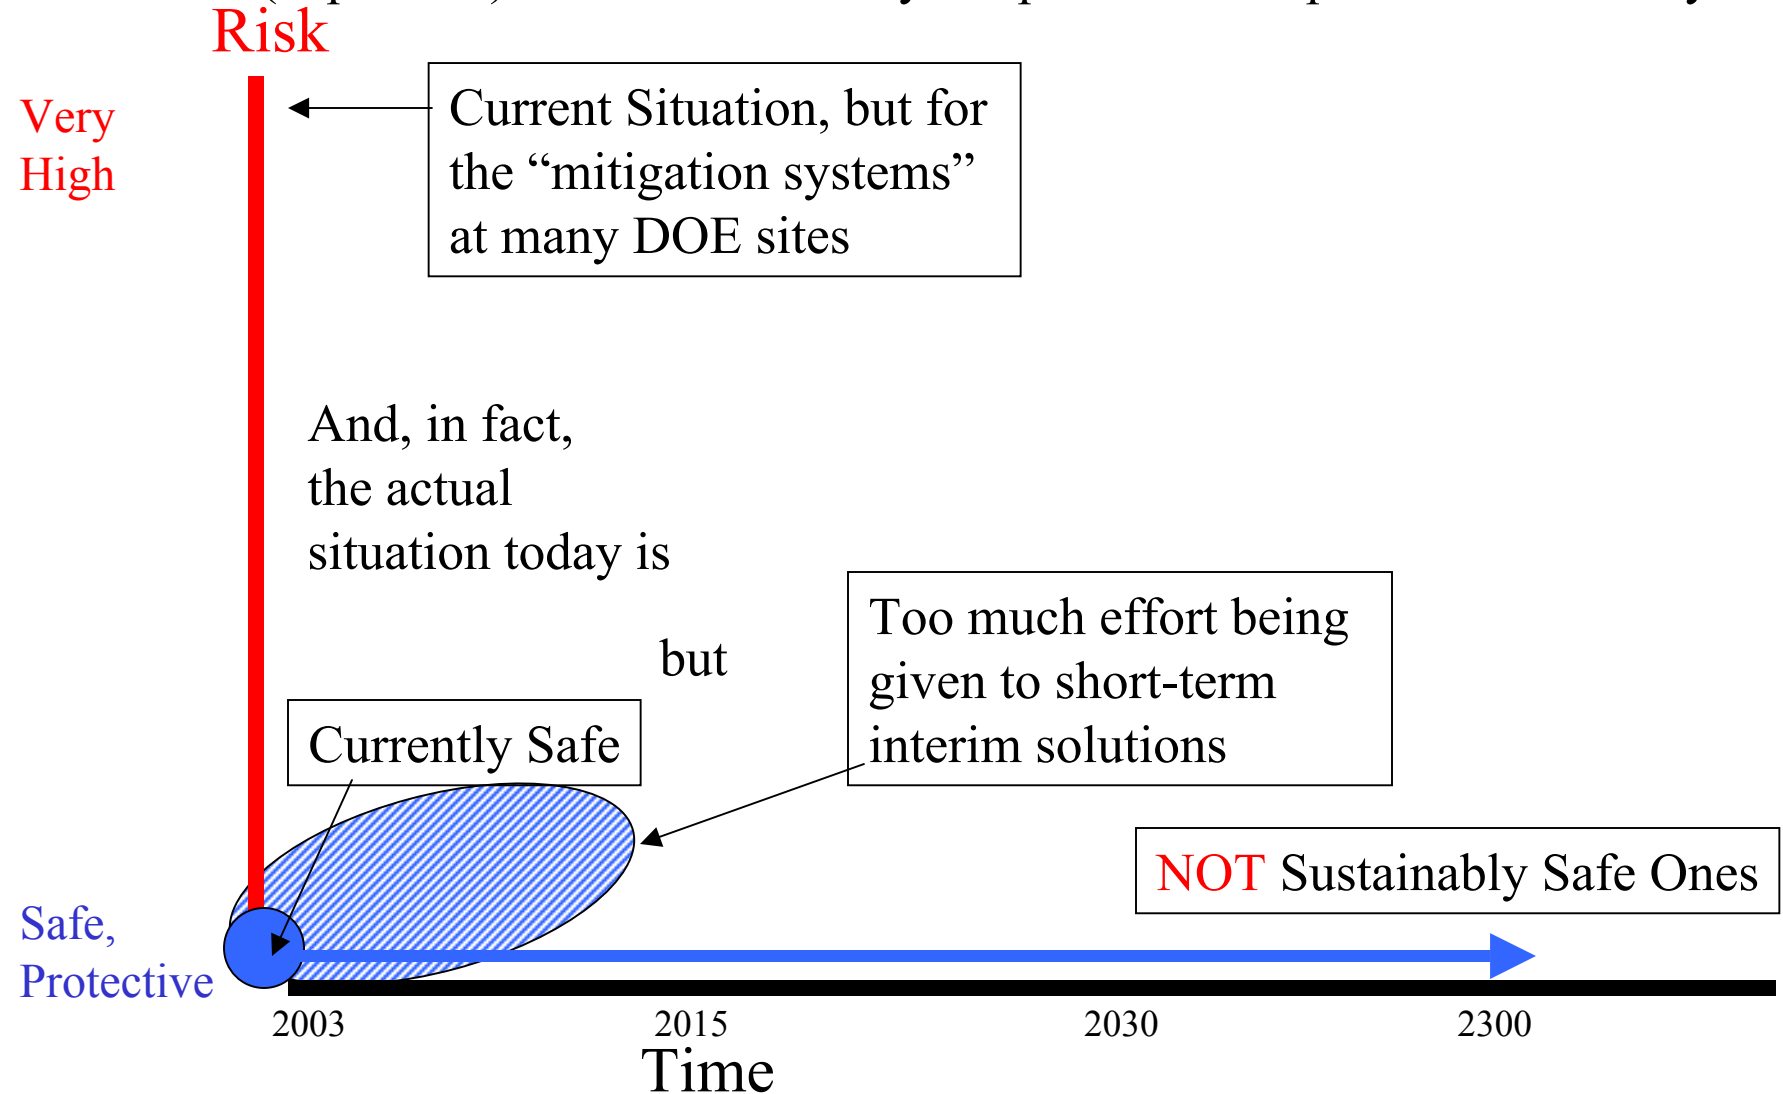 Risk
Very
High
Current Situation, but for
the “mitigation systems”
at many DOE sites
And, in fact,
the actual
situation today is
but
Too much effort being
given to short-term
interim solutions
Currently Safe
NOT Sustainably Safe Ones
Safe,
Protective
2003 2015 2030 2300
Time